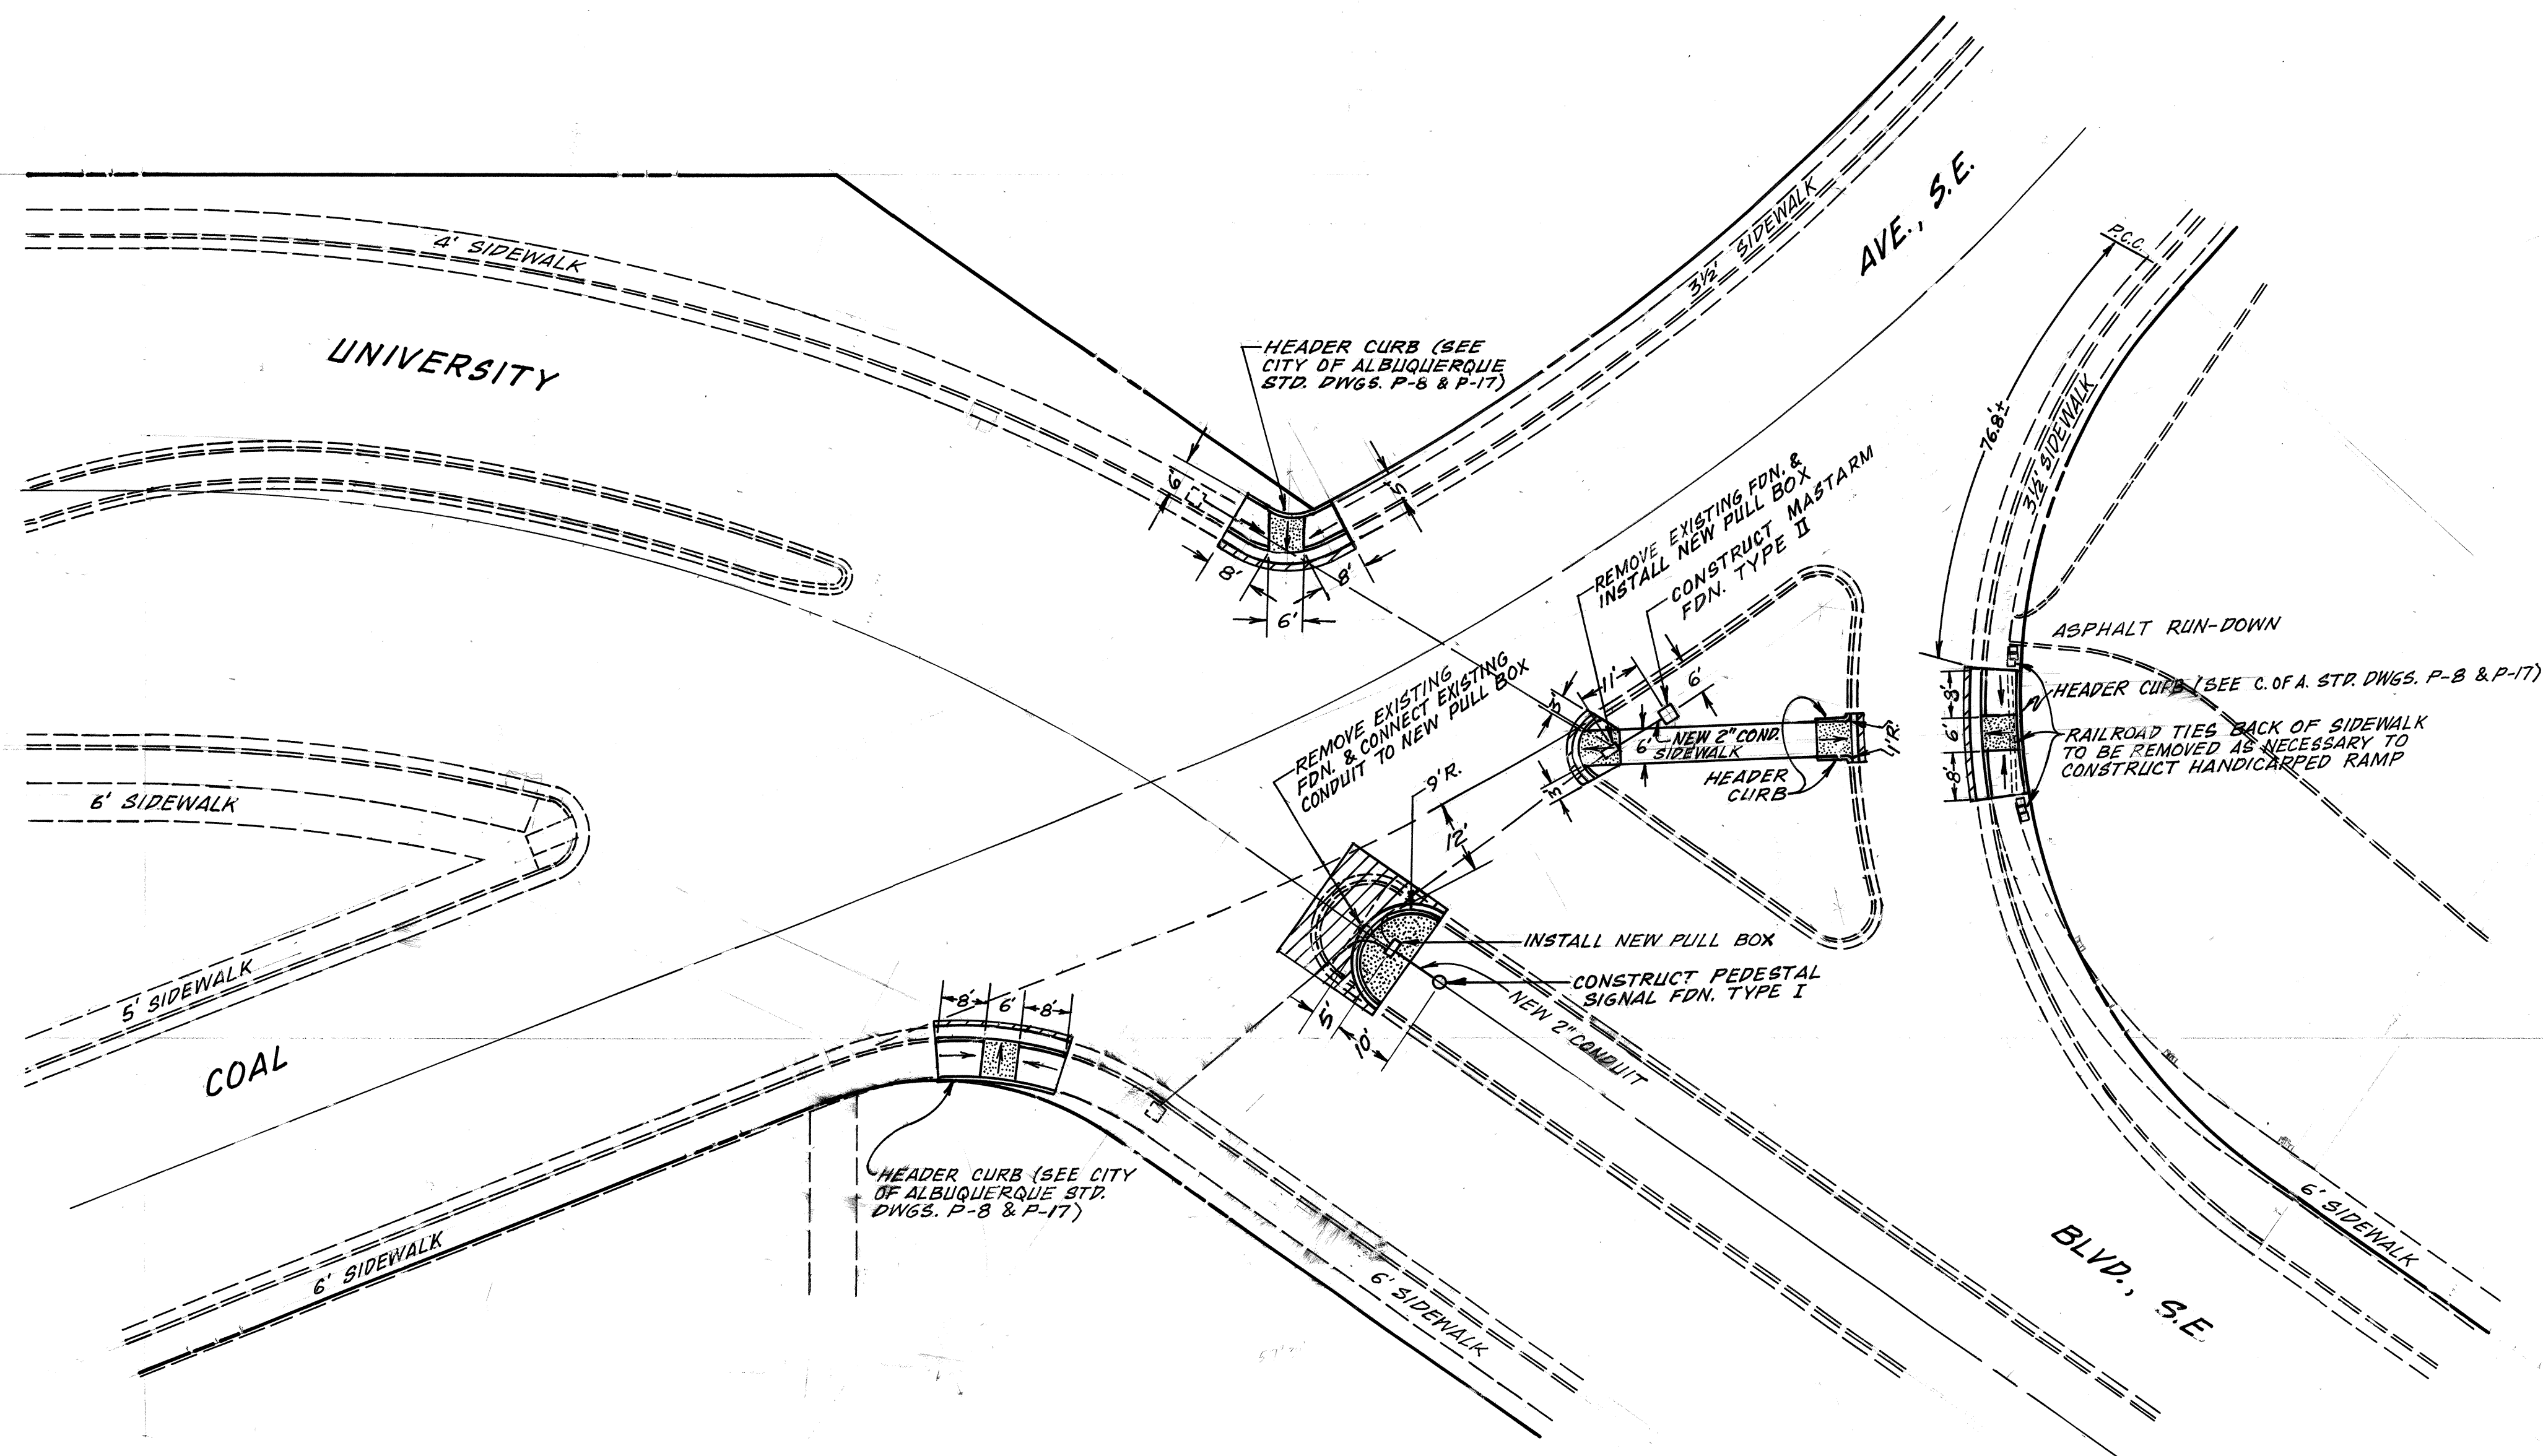 AVE., S.E.
3½' SIDEWALK
P.C.C.
4' SIDEWALK
UNIVERSITY
HEADER CURB (SEE
CITY OF ALBUQUERQUE
STD. DWGS. P-8 & P-17)
76.8'±
3½' SIDEWALK
6'
5'
8'
8'
6'
REMOVE EXISTING FDN. &
INSTALL NEW PULL BOX
CONSTRUCT MASTARM
FDN. TYPE II
ASPHALT RUN-DOWN
HEADER CURB (SEE C. OF A. STD. DWGS. P-8 & P-17)
RAILROAD TIES BACK OF SIDEWALK
TO BE REMOVED AS NECESSARY TO
CONSTRUCT HANDICAPPED RAMP
8'
6'
8'
REMOVE EXISTING
FDN. & CONNECT EXISTING
CONDUIT TO NEW PULL BOX
3'
11'
6'
6'
NEW 2" COND.
SIDEWALK
1'R.
HEADER
CURB
3'
9'R.
12'
6' SIDEWALK
5' SIDEWALK
COAL
INSTALL NEW PULL BOX
CONSTRUCT PEDESTAL
SIGNAL FDN. TYPE I
NEW 2" CONDUIT
5'
10'
8'
6'
8'
HEADER CURB (SEE CITY
OF ALBUQUERQUE STD.
DWGS. P-8 & P-17)
6' SIDEWALK
6' SIDEWALK
6' SIDEWALK
BLVD., S.E.